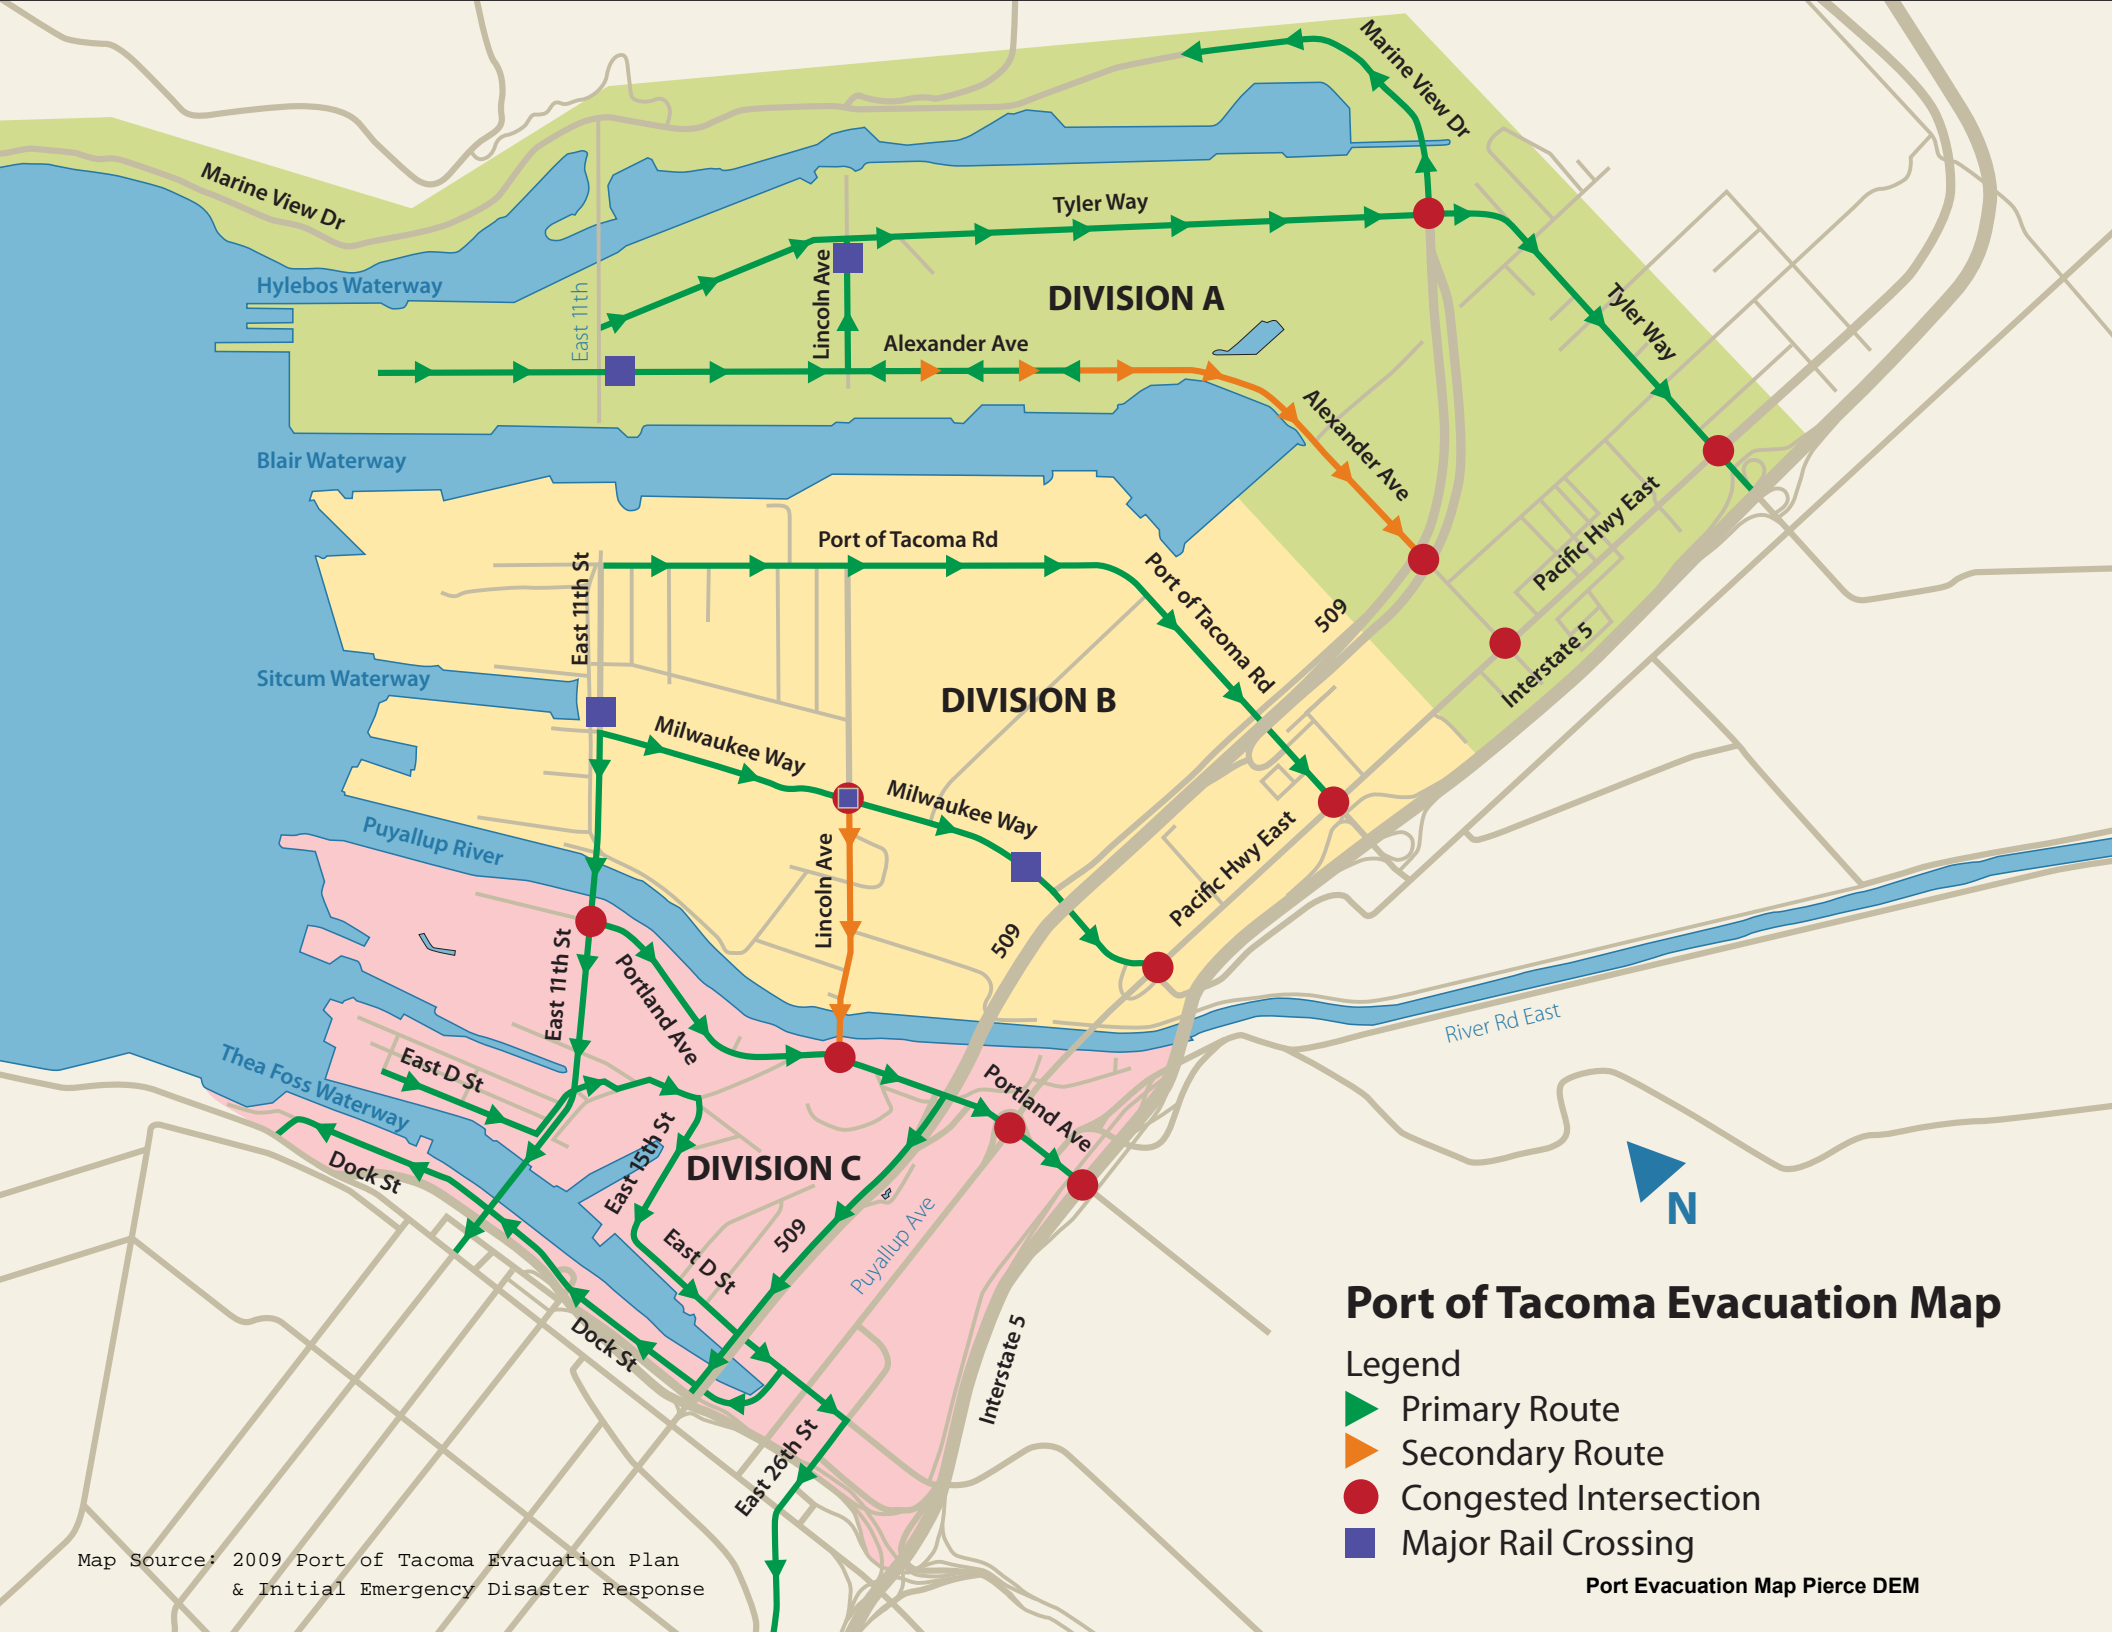 Marine View Dr
Marine View Dr
Tyler Way
Hylebos Waterway
East 11th
Lincoln Ave
DIVISION A
Tyler Way
Alexander Ave
Alexander Ave
Blair Waterway
Pacific Hwy East
Port of Tacoma Rd
East 11th St
Port of Tacoma Rd
509
Interstate 5
Sitcum Waterway
DIVISION B
Milwaukee Way
Milwaukee Way
Puyallup River
Lincoln Ave
Pacific Hwy East
509
East 11th St
Portland Ave
River Rd East
Thea Foss Waterway
East D St
Portland Ave
Dock St
East 15th St
DIVISION C
509
Puyallup Ave
East D St
Dock St
Interstate 5
East 26th St
N
Port of Tacoma Evacuation Map
Legend
Primary Route
Secondary Route
Congested Intersection
Major Rail Crossing
Map Source: 2009 Port of Tacoma Evacuation Plan
& Initial Emergency Disaster Response
Port Evacuation Map Pierce DEM